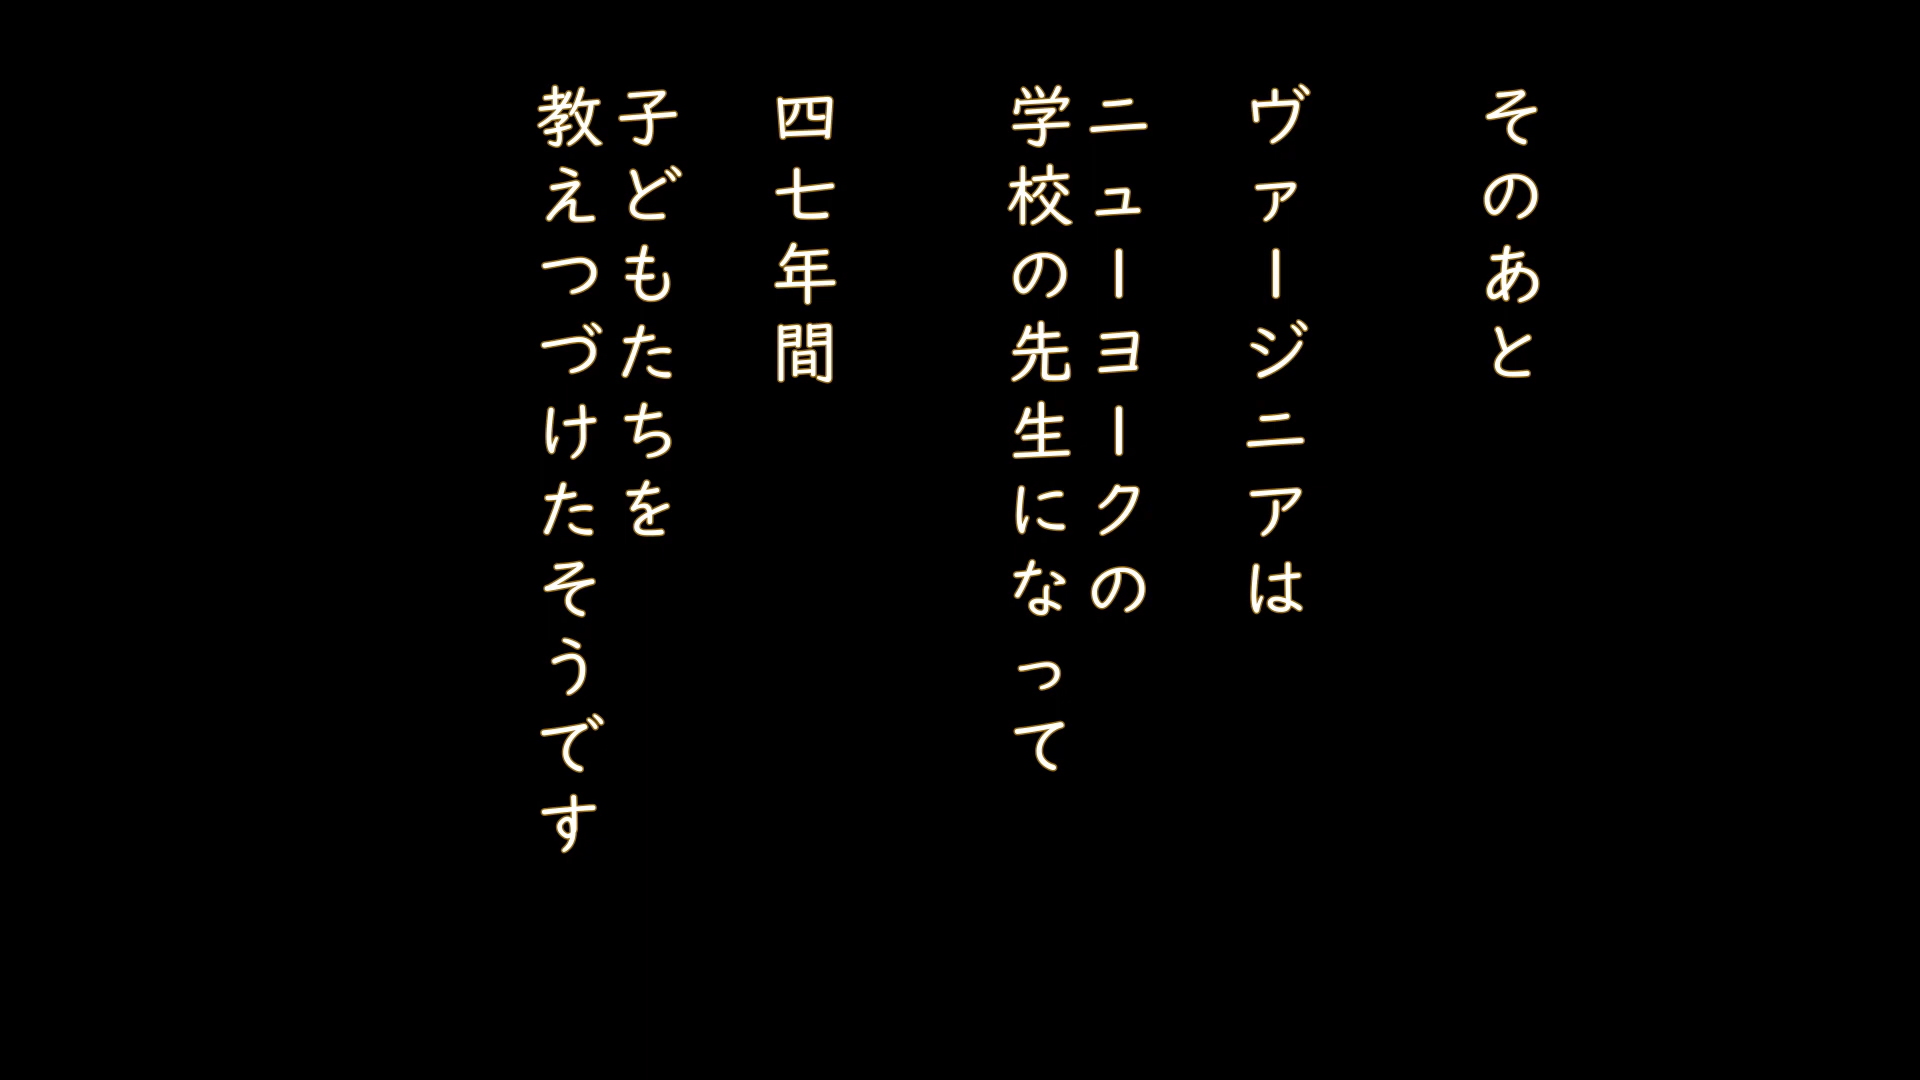 そのあと
ヴァージニアは
ニューヨークの
学校の先生になって
四七年間
子どもたちを
教えつづけたそうです